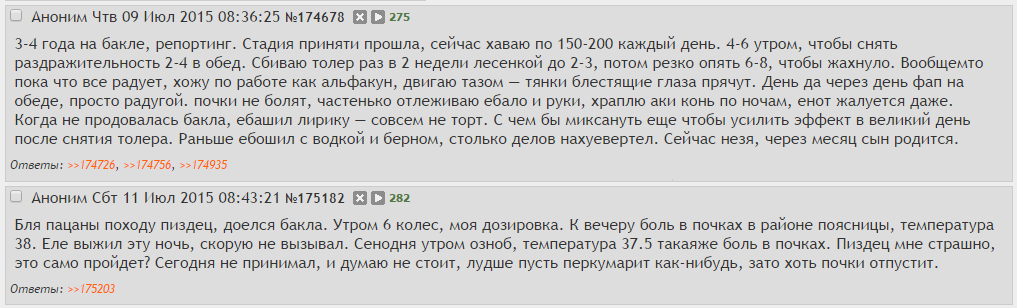 Аноним Чтв 09 Июл 2015 08:36:25 №174678 275
3-4 года на бакле, репортинг. Стадия приняти прошла, сейчас хаваю по 150-200 каждый день. 4-6 утром, чтобы снять
раздражительность 2-4 в обед. Сбиваю толер раз в 2 недели лесенкой до 2-3, потом резко опять 6-8, чтобы жахнуло. Вообщемто
пока что все радует, хожу по работе как альфакун, двигаю тазом — тянки блестящие глаза прячут. День да через день фап на
обеде, просто радугой. почки не болят, частенько отлеживаю ебало и руки, храплю аки конь по ночам, енот жалуется даже.
Когда не продовалась бакла, ебашил лирику — совсем не торт. С чем бы миксануть еще чтобы усилить эффект в великий день
после снятия толера. Раньше ебошил с водкой и берном, столько делов нахуевертел. Сейчас незя, через месяц сын родится.
Ответы: >>174726, >>174756, >>174935
Аноним Сбт 11 Июл 2015 08:43:21 №175182 282
Бля пацаны походу пиздец, доелся бакла. Утром 6 колес, моя дозировка. К вечеру боль в почках в районе поясницы, температура
38. Еле выжил эту ночь, скорую не вызывал. Сенодня утром озноб, температура 37.5 такаяже боль в почках. Пиздец мне страшно,
это само пройдет? Сегодня не принимал, и думаю не стоит, лудше пусть перкумарит как-нибудь, зато хоть почки отпустит.
Ответы: >>175203